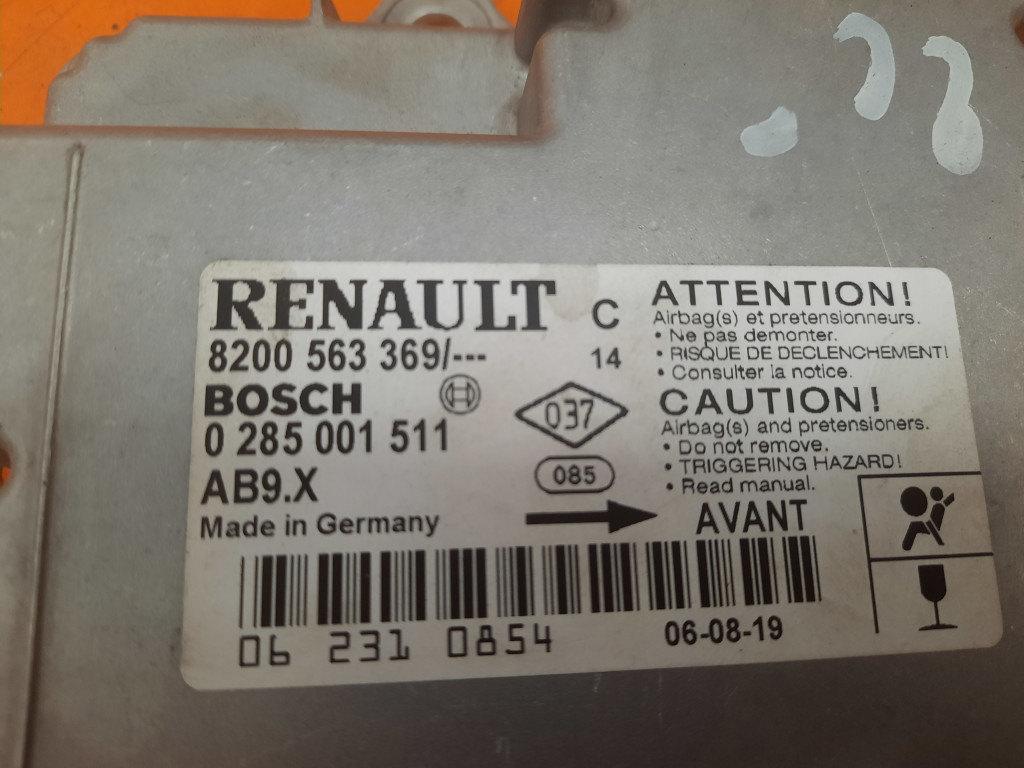 RENAULT C
8200 563 369/--- 14
BOSCH
0 285 001 511
AB9.X
Made in Germany
037
085
ATTENTION!
Airbag(s) et pretensionneurs.
• Ne pas demonter.
• RISQUE DE DECLENCHEMENT!
• Consulter la notice.
CAUTION!
Airbag(s) and pretensioners.
• Do not remove.
• TRIGGERING HAZARD!
• Read manual.
AVANT
06 231 0854
06-08-19